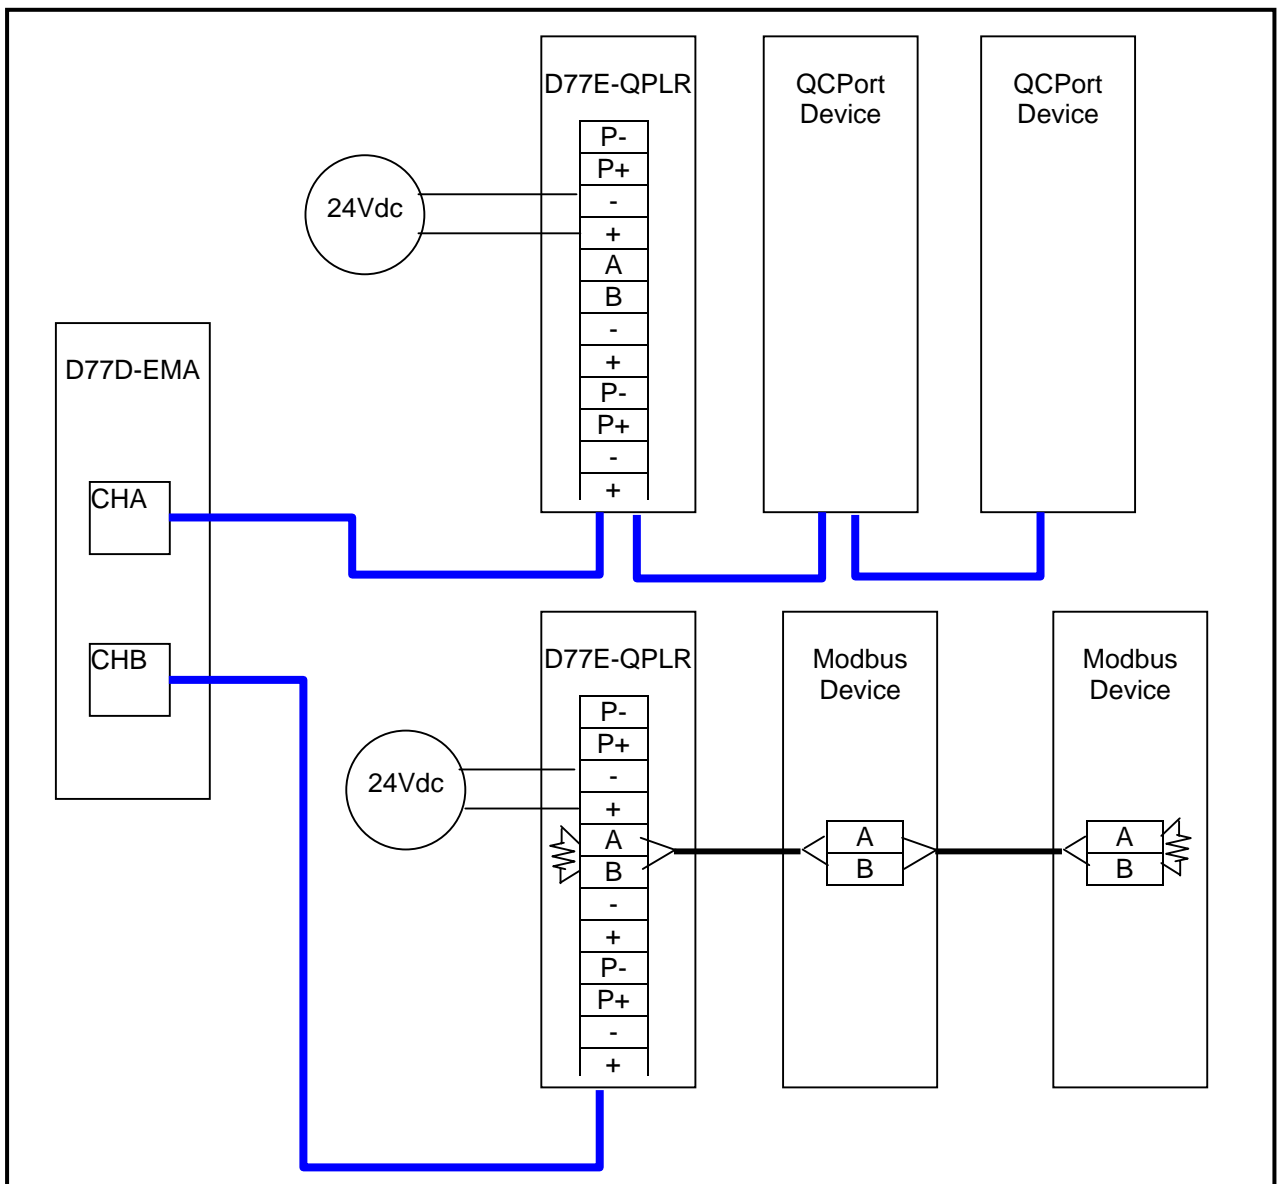 D77E-QPLR
QCPort
Device
QCPort
Device
P-
P+
-
+
A
B
-
+
P-
P+
-
+
24Vdc
D77D-EMA
CHA
CHB
D77E-QPLR
Modbus
Device
Modbus
Device
P-
P+
-
+
A
B
-
+
P-
P+
-
+
24Vdc
A
B
A
B